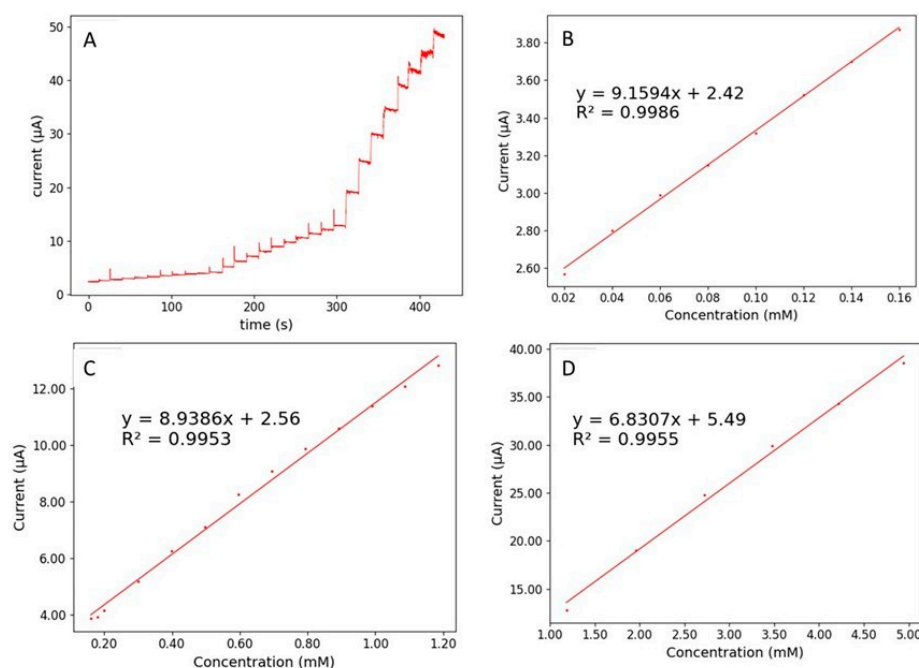 A
50
40
30
20
10
0
current (µA)
0
100
200
300
400
time (s)
B
y = 9.1594x + 2.42
R² = 0.9986
3.80
3.60
3.40
3.20
3.00
2.80
2.60
Current (µA)
0.02 0.04 0.06 0.08 0.10 0.12 0.14 0.16
Concentration (mM)
C
y = 8.9386x + 2.56
R² = 0.9953
12.00
10.00
8.00
6.00
4.00
Current (µA)
0.20 0.40 0.60 0.80 1.00 1.20
Concentration (mM)
D
y = 6.8307x + 5.49
R² = 0.9955
40.00
35.00
30.00
25.00
20.00
15.00
Current (µA)
1.00 1.50 2.00 2.50 3.00 3.50 4.00 4.50 5.00
Concentration (mM)